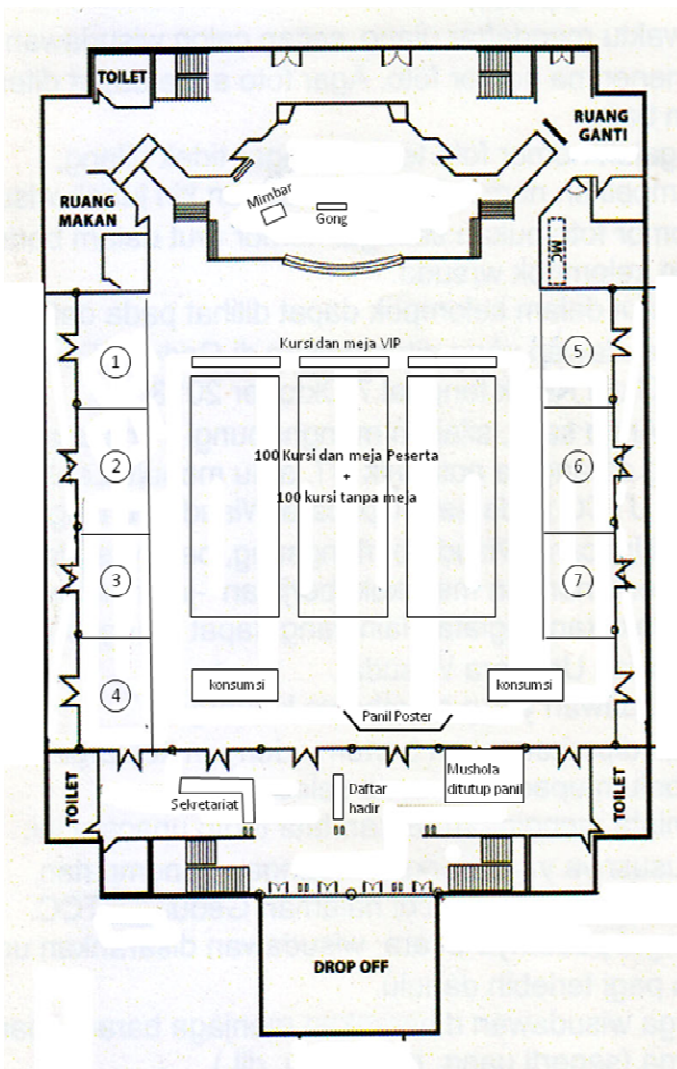 TOILET
RUANG
GANTI
RUANG
MAKAN
Mimbar
Gong
MC
Kursi dan meja VIP
1
5
100 Kursi dan meja Peserta
+
100 kursi tanpa meja
2
6
3
7
4
konsumsi
konsumsi
Panil Poster
TOILET
Sekretariat
Daftar
hadir
Mushola
ditutup panil
TOILET
DROP OFF